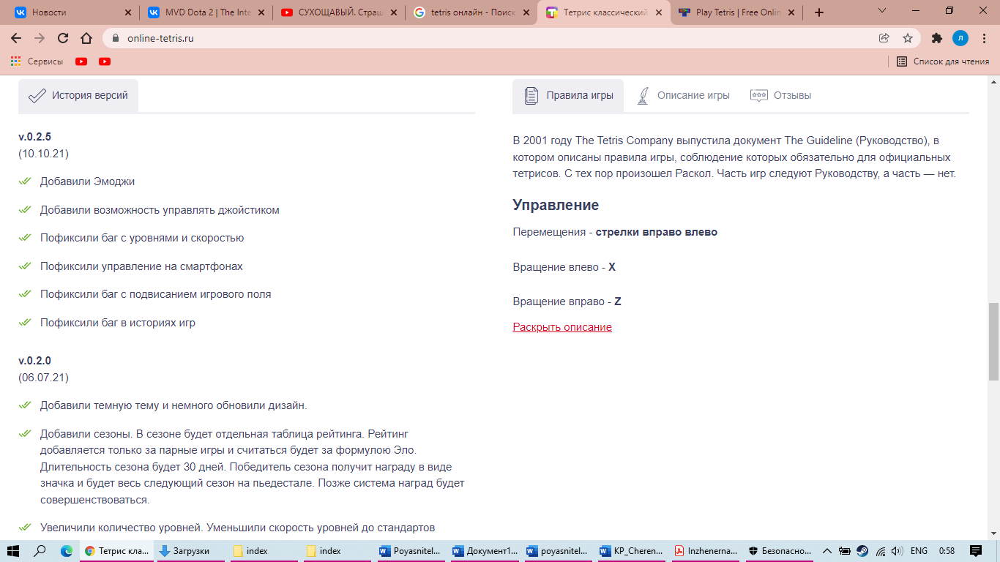 Новости
MVD Dota 2 | The Inte
СУХОЩАВЫЙ. Страш
tetris онлайн - Поиск
Тетрис классический
Play Tetris | Free Onlin
online-tetris.ru
Л
Сервисы
Список для чтения
История версий
v.0.2.5
(10.10.21)
Добавили Эмоджи
Добавили возможность управлять джойстиком
Пофиксили баг с уровнями и скоростью
Пофиксили управление на смартфонах
Пофиксили баг с подвисанием игрового поля
Пофиксили баг в историях игр
v.0.2.0
(06.07.21)
Добавили темную тему и немного обновили дизайн.
Добавили сезоны. В сезоне будет отдельная таблица рейтинга. Рейтинг
добавляется только за парные игры и считаться будет за формулою Эло.
Длительность сезона будет 30 дней. Победитель сезона получит награду в виде
значка и будет весь следующий сезон на пьедестале. Позже система наград будет
совершенствоваться.
Увеличили количество уровней. Уменьшили скорость уровней до стандартов
Правила игры
Описание игры
Отзывы
В 2001 году The Tetris Company выпустила документ The Guideline (Руководство), в
котором описаны правила игры, соблюдение которых обязательно для официальных
тетрисов. С тех пор произошел Раскол. Часть игр следуют Руководству, а часть — нет.
Управление
Перемещения - стрелки вправо влево
Вращение влево - X
Вращение вправо - Z
Раскрыть описание
Тетрис кла...
Загрузки
index
index
Poyasnitel...
Документ1...
poyasnitel...
KP_Cheren...
Inzhenerna...
Безопасно...
ENG
0:58